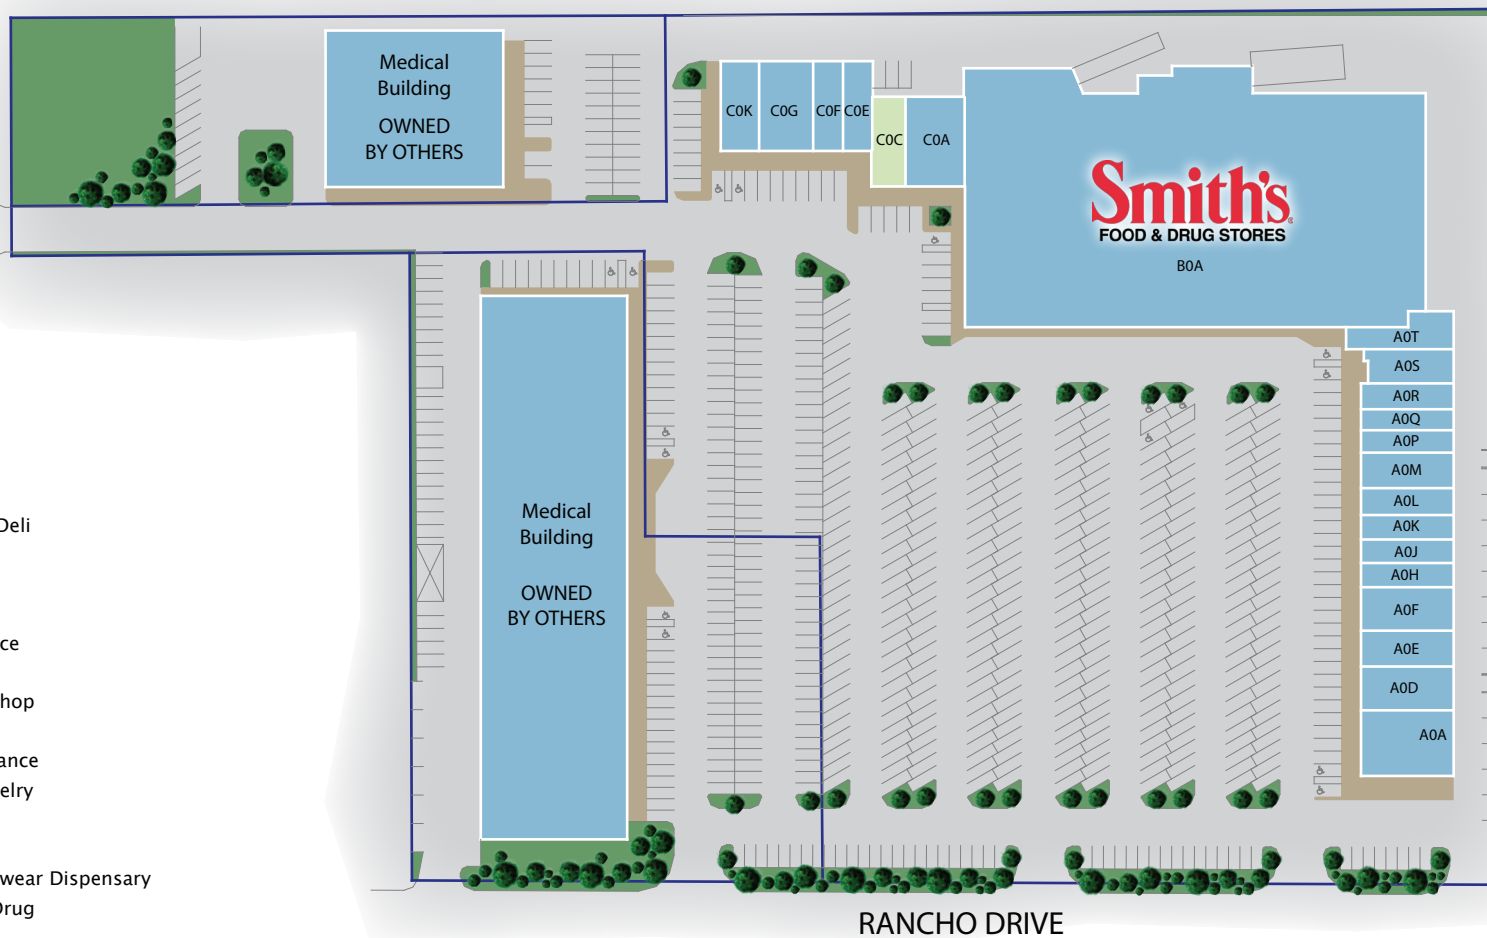 Medical
Building
OWNED
BY OTHERS
C0K
C0G
C0F
C0E
C0C
C0A
Smith's
FOOD & DRUG STORES
B0A
A0T
A0S
A0R
A0Q
A0P
A0M
A0L
A0K
A0J
A0H
A0F
A0E
A0D
A0A
Medical
Building
OWNED
BY OTHERS
Deli
ce
hop
ance
elry
wear Dispensary
Drug
RANCHO DRIVE